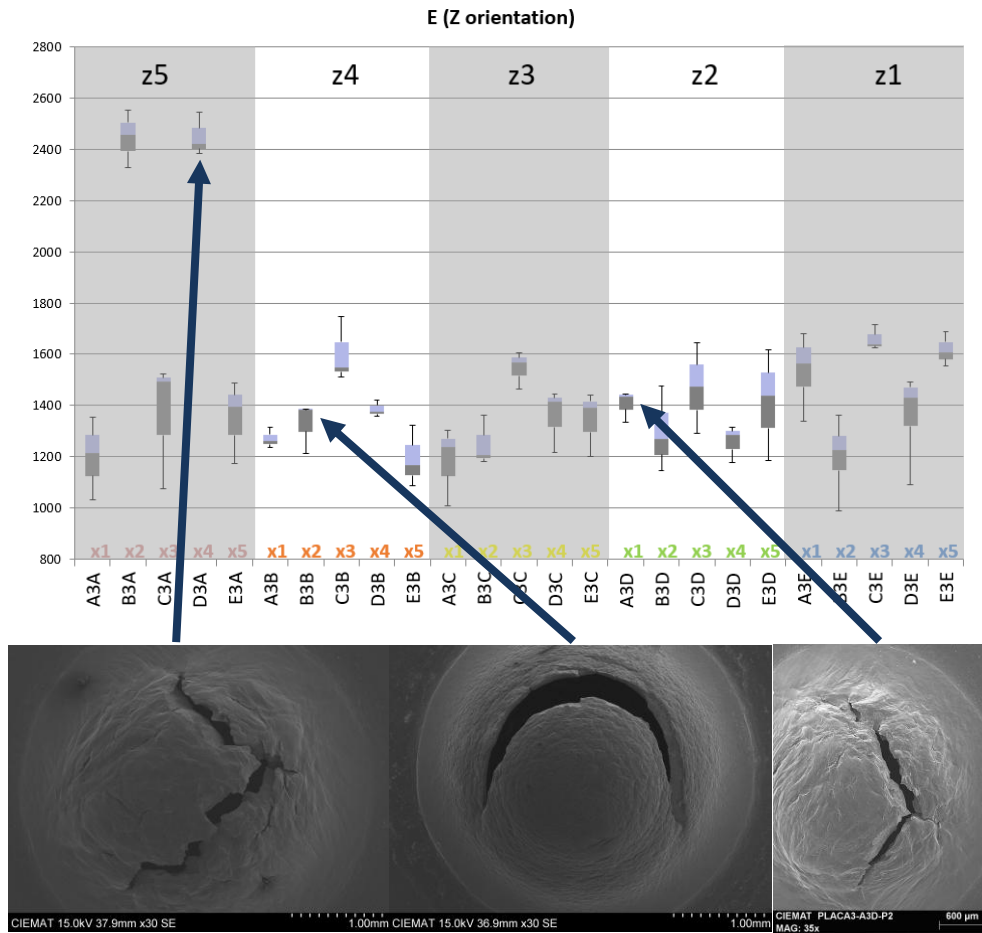 E (Z orientation)
2800
2600
2400
2200
2000
1800
1600
1400
1200
1000
800
z5 z4 z3 z2 z1
x1 x2 x3 x4 x5 x1 x2 x3 x4 x5 x1 x2 x3 x4 x5 x1 x2 x3 x4 x5 x1 x2 x3 x4 x5
A3A B3A C3A D3A E3A A3B B3B C3B D3B E3B A3C B3C C3C D3C E3C A3D B3D C3D D3D E3D A3E B3E C3E D3E E3E
CIEMAT 15.0kV 37.9mm x30 SE 1.00mm
CIEMAT 15.0kV 36.9mm x30 SE 1.00mm
CIEMAT PLACA3-A3D-P2 600 µm
MAG: 35x